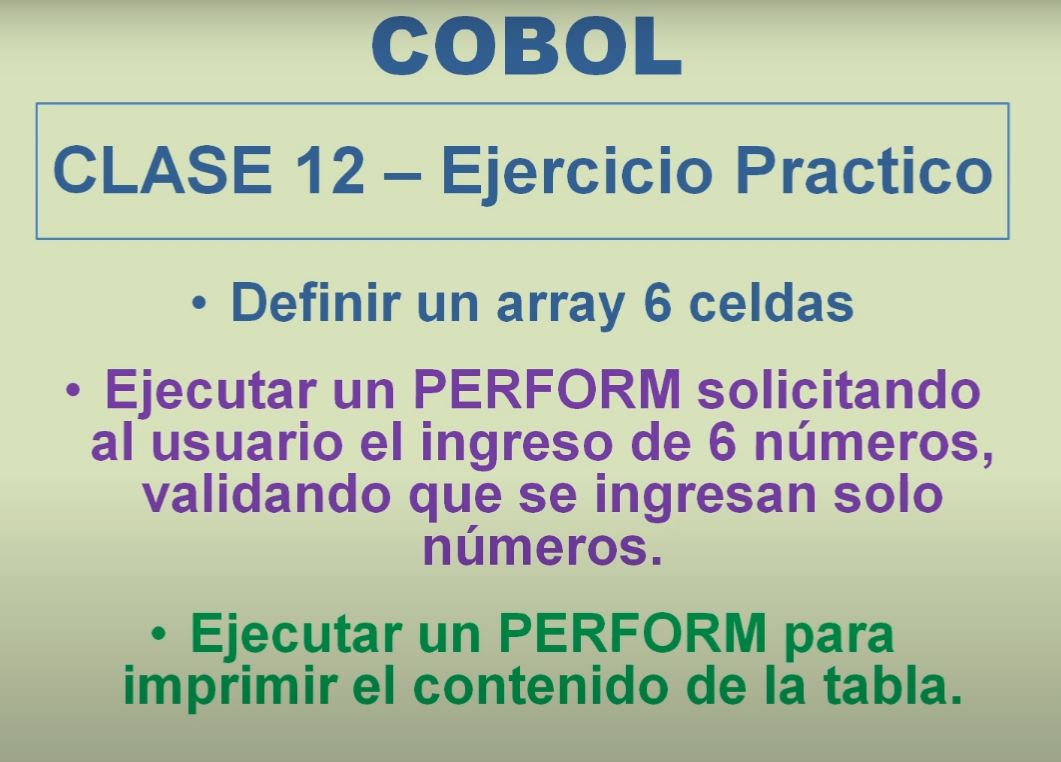 COBOL
CLASE 12 – Ejercicio Practico
• Definir un array 6 celdas
• Ejecutar un PERFORM solicitando
al usuario el ingreso de 6 números,
validando que se ingresan solo
números.
• Ejecutar un PERFORM para
imprimir el contenido de la tabla.